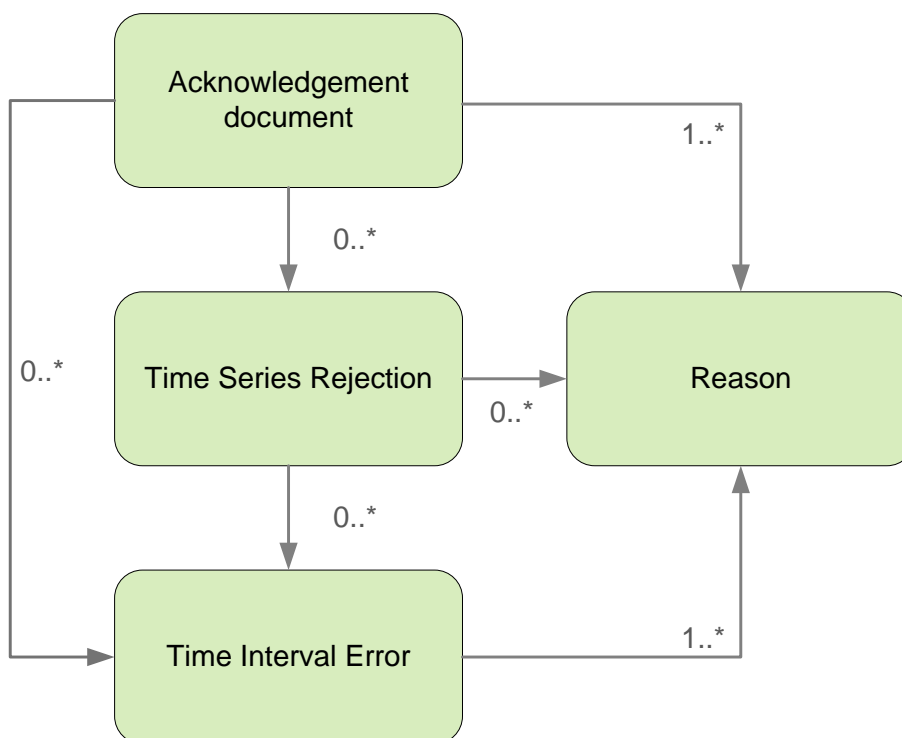 Acknowledgement
document
1..*
0..*
0..*
Time Series Rejection
0..*
Reason
0..*
Time Interval Error
1..*